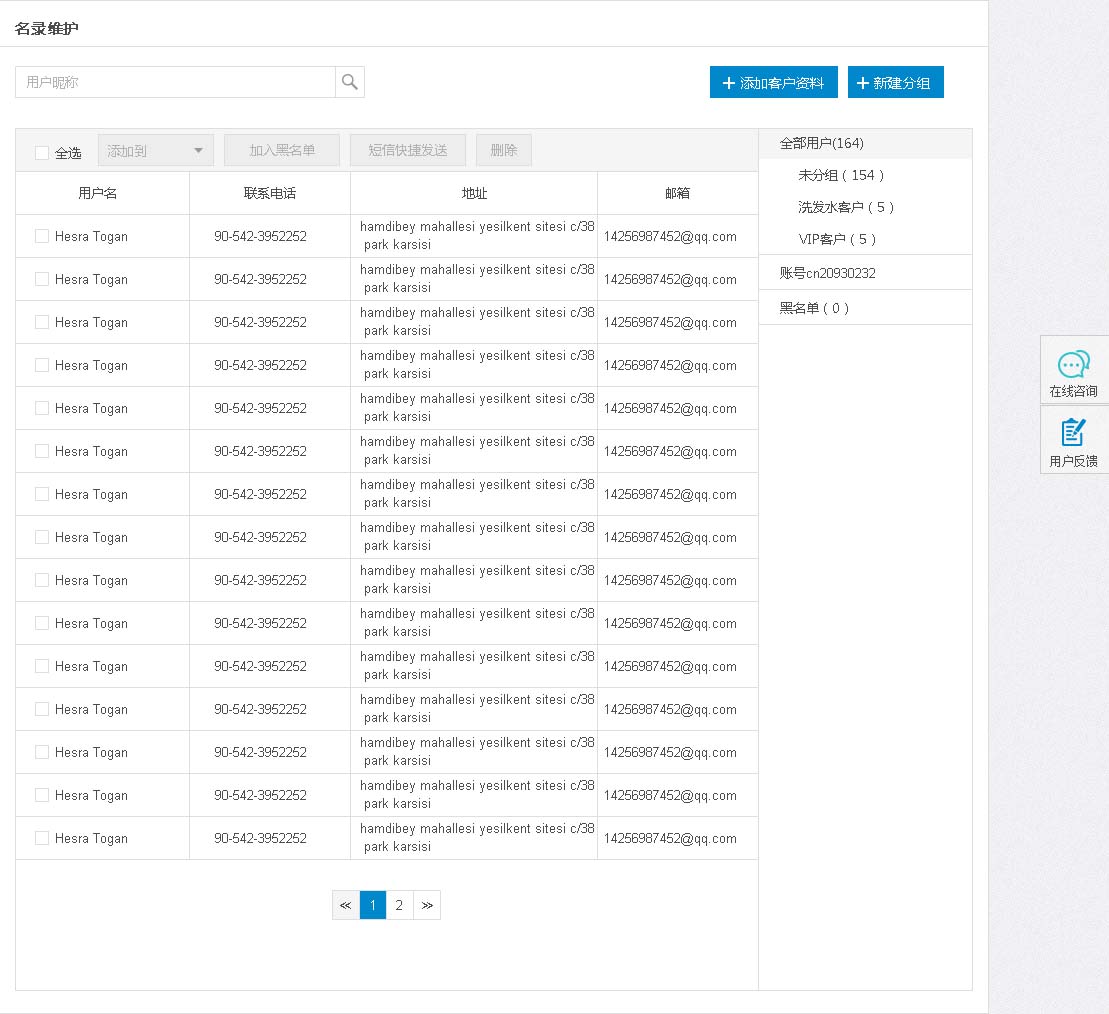 名录维护
用户昵称
添加客户资料 新建分组
全选 添加到 加入黑名单 短信快捷发送 删除
用户名 联系电话 地址 邮箱
Hesra Togan 90-542-3952252 hamdibey mahallesi yesilkent sitesi c/38 14256987452@qq.com
park karsisi
Hesra Togan 90-542-3952252 hamdibey mahallesi yesilkent sitesi c/38 14256987452@qq.com
park karsisi
Hesra Togan 90-542-3952252 hamdibey mahallesi yesilkent sitesi c/38 14256987452@qq.com
park karsisi
Hesra Togan 90-542-3952252 hamdibey mahallesi yesilkent sitesi c/38 14256987452@qq.com
park karsisi
Hesra Togan 90-542-3952252 hamdibey mahallesi yesilkent sitesi c/38 14256987452@qq.com
park karsisi
Hesra Togan 90-542-3952252 hamdibey mahallesi yesilkent sitesi c/38 14256987452@qq.com
park karsisi
Hesra Togan 90-542-3952252 hamdibey mahallesi yesilkent sitesi c/38 14256987452@qq.com
park karsisi
Hesra Togan 90-542-3952252 hamdibey mahallesi yesilkent sitesi c/38 14256987452@qq.com
park karsisi
Hesra Togan 90-542-3952252 hamdibey mahallesi yesilkent sitesi c/38 14256987452@qq.com
park karsisi
Hesra Togan 90-542-3952252 hamdibey mahallesi yesilkent sitesi c/38 14256987452@qq.com
park karsisi
Hesra Togan 90-542-3952252 hamdibey mahallesi yesilkent sitesi c/38 14256987452@qq.com
park karsisi
Hesra Togan 90-542-3952252 hamdibey mahallesi yesilkent sitesi c/38 14256987452@qq.com
park karsisi
Hesra Togan 90-542-3952252 hamdibey mahallesi yesilkent sitesi c/38 14256987452@qq.com
park karsisi
Hesra Togan 90-542-3952252 hamdibey mahallesi yesilkent sitesi c/38 14256987452@qq.com
park karsisi
Hesra Togan 90-542-3952252 hamdibey mahallesi yesilkent sitesi c/38 14256987452@qq.com
park karsisi
« 1 2 »
全部用户(164)
未分组 ( 154 )
洗发水客户 ( 5 )
VIP客户 ( 5 )
账号cn20930232
黑名单 ( 0 )
在线咨询
用户反馈